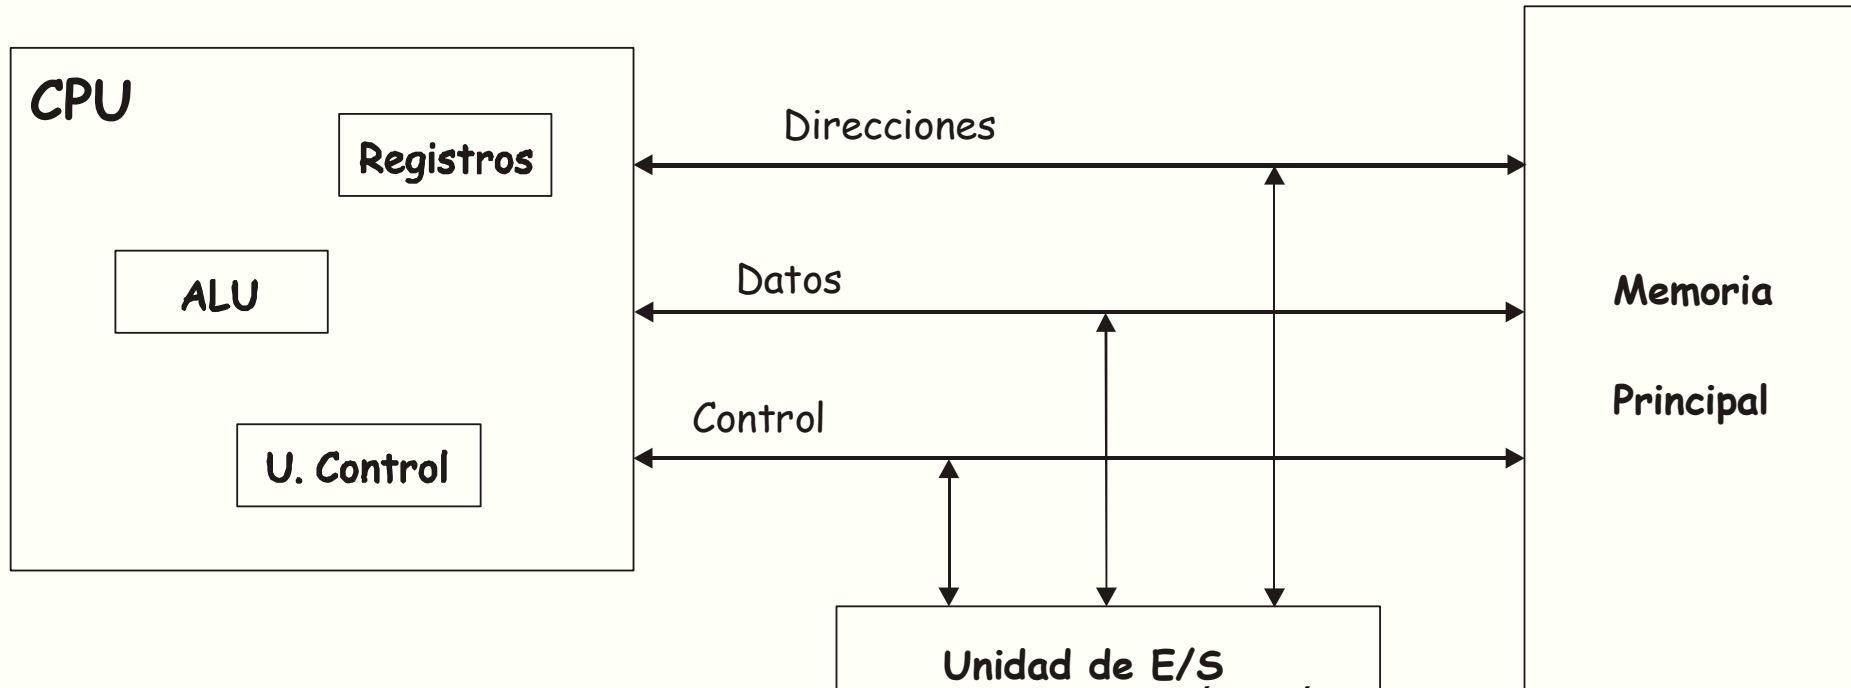 CPU
Registros
ALU
U. Control
Direcciones
Datos
Control
Memoria
Principal
Unidad de E/S